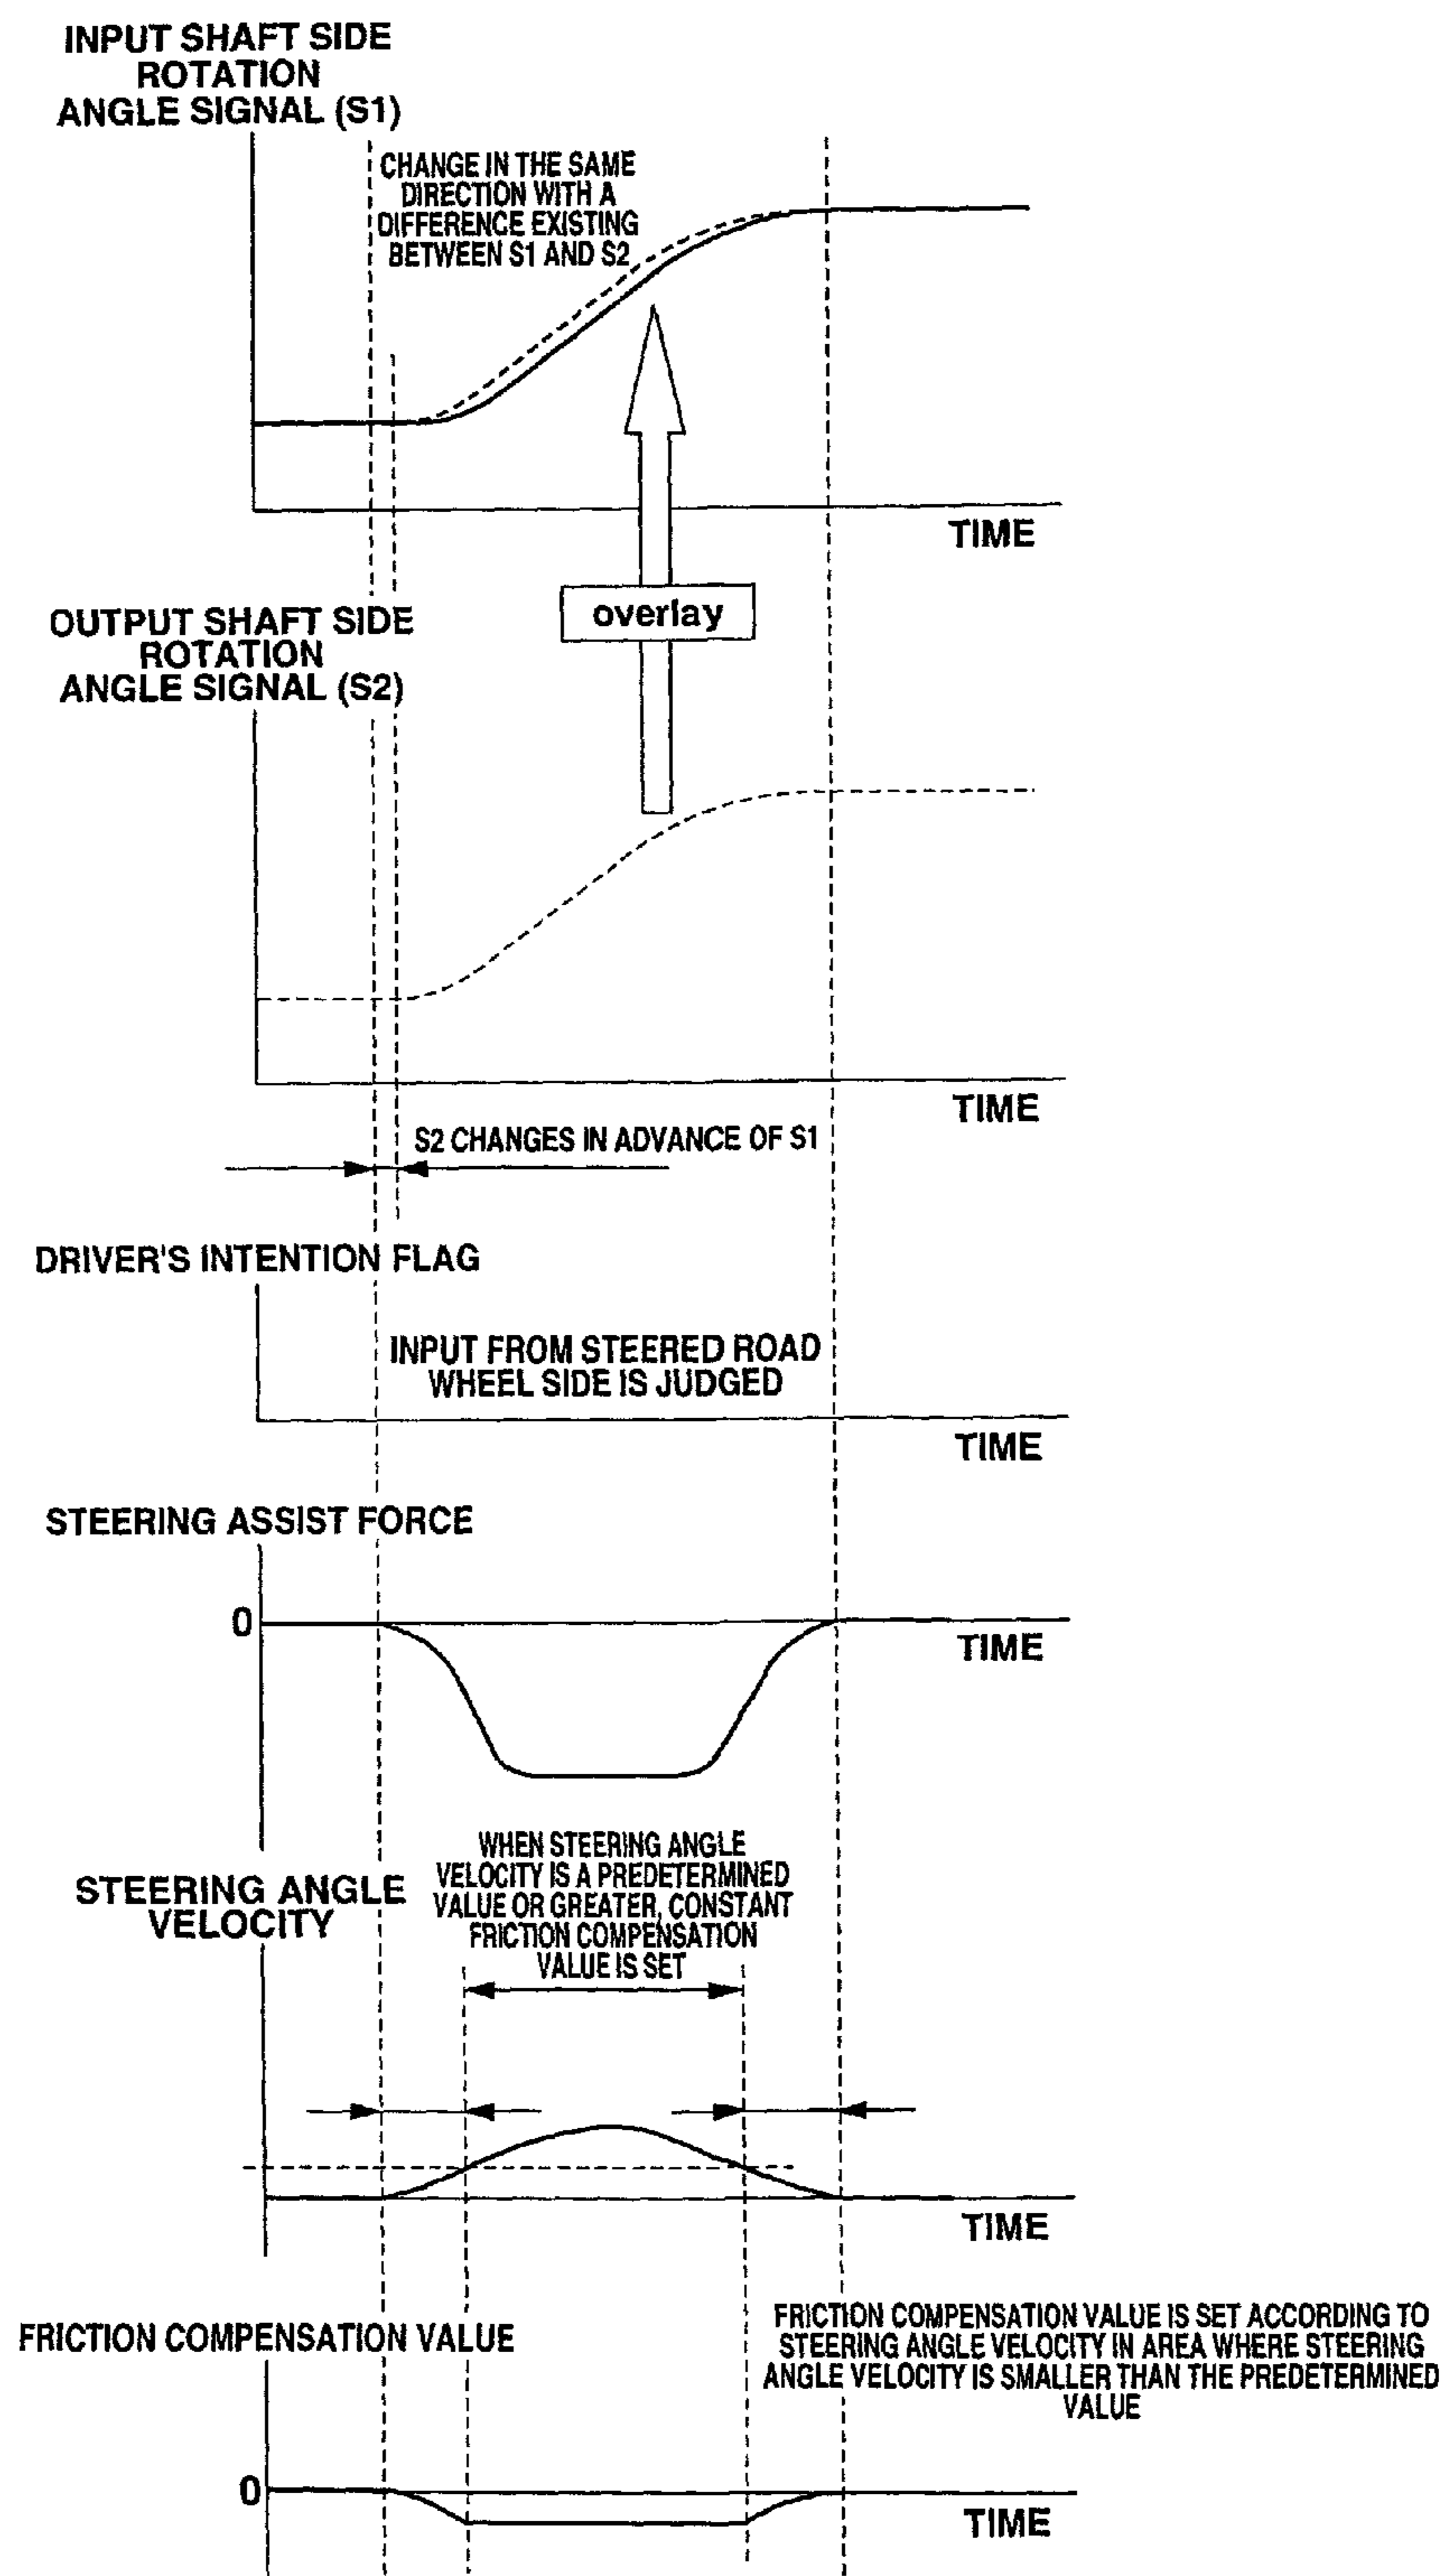 INPUT SHAFT SIDE
ROTATION
ANGLE SIGNAL (S1)
CHANGE IN THE SAME
DIRECTION WITH A
DIFFERENCE EXISTING
BETWEEN S1 AND S2
TIME
overlay
OUTPUT SHAFT SIDE
ROTATION
ANGLE SIGNAL (S2)
TIME
S2 CHANGES IN ADVANCE OF S1
DRIVER'S INTENTION FLAG
INPUT FROM STEERED ROAD
WHEEL SIDE IS JUDGED
TIME
STEERING ASSIST FORCE
0
TIME
WHEN STEERING ANGLE
VELOCITY IS A PREDETERMINED
VALUE OR GREATER, CONSTANT
FRICTION COMPENSATION
VALUE IS SET
STEERING ANGLE
VELOCITY
TIME
FRICTION COMPENSATION VALUE
FRICTION COMPENSATION VALUE IS SET ACCORDING TO
STEERING ANGLE VELOCITY IN AREA WHERE STEERING
ANGLE VELOCITY IS SMALLER THAN THE PREDETERMINED
VALUE
0
TIME